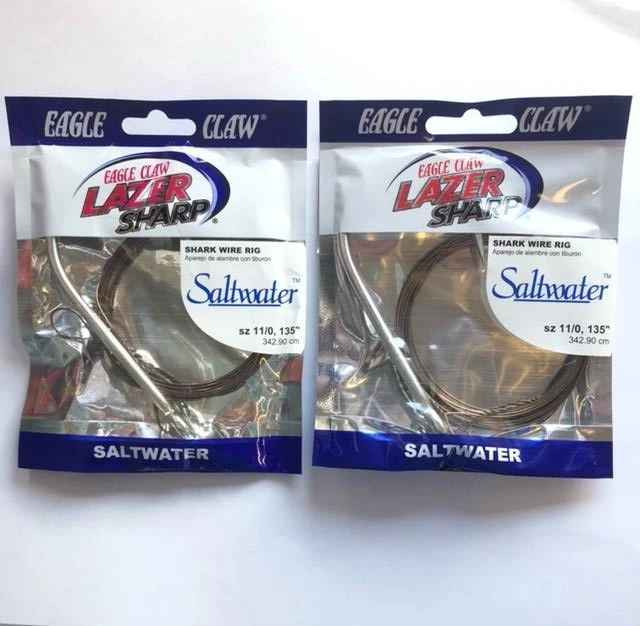 EAGLE CLAW®
EAGLE CLAW
LAZER
SHARP®
SHARK WIRE RIG
Aparejo de alambre con tiburón
Saltwater™
sz 11/0, 135"
342.90 cm
SALTWATER
EAGLE CLAW®
EAGLE CLAW
LAZER
SHARP
SHARK WIRE RIG
Aparejo de alambre con tiburón
Saltwater™
sz 11/0, 135"
342.90 cm
SALTWATER